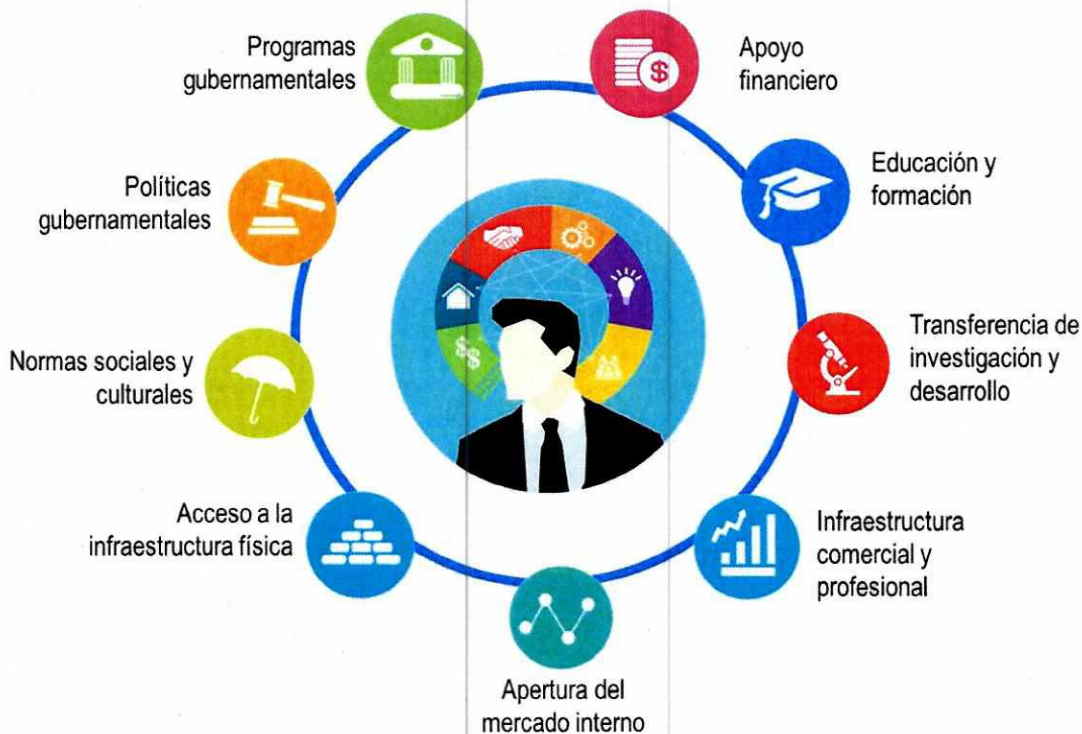 Programas
gubernamentales
Apoyo
financiero
Educación y
formación
Políticas
gubernamentales
Transferencia de
investigación y
desarrollo
Normas sociales y
culturales
Acceso a la
infraestructura física
Infraestructura
comercial y
profesional
Apertura del
mercado interno
$
$$